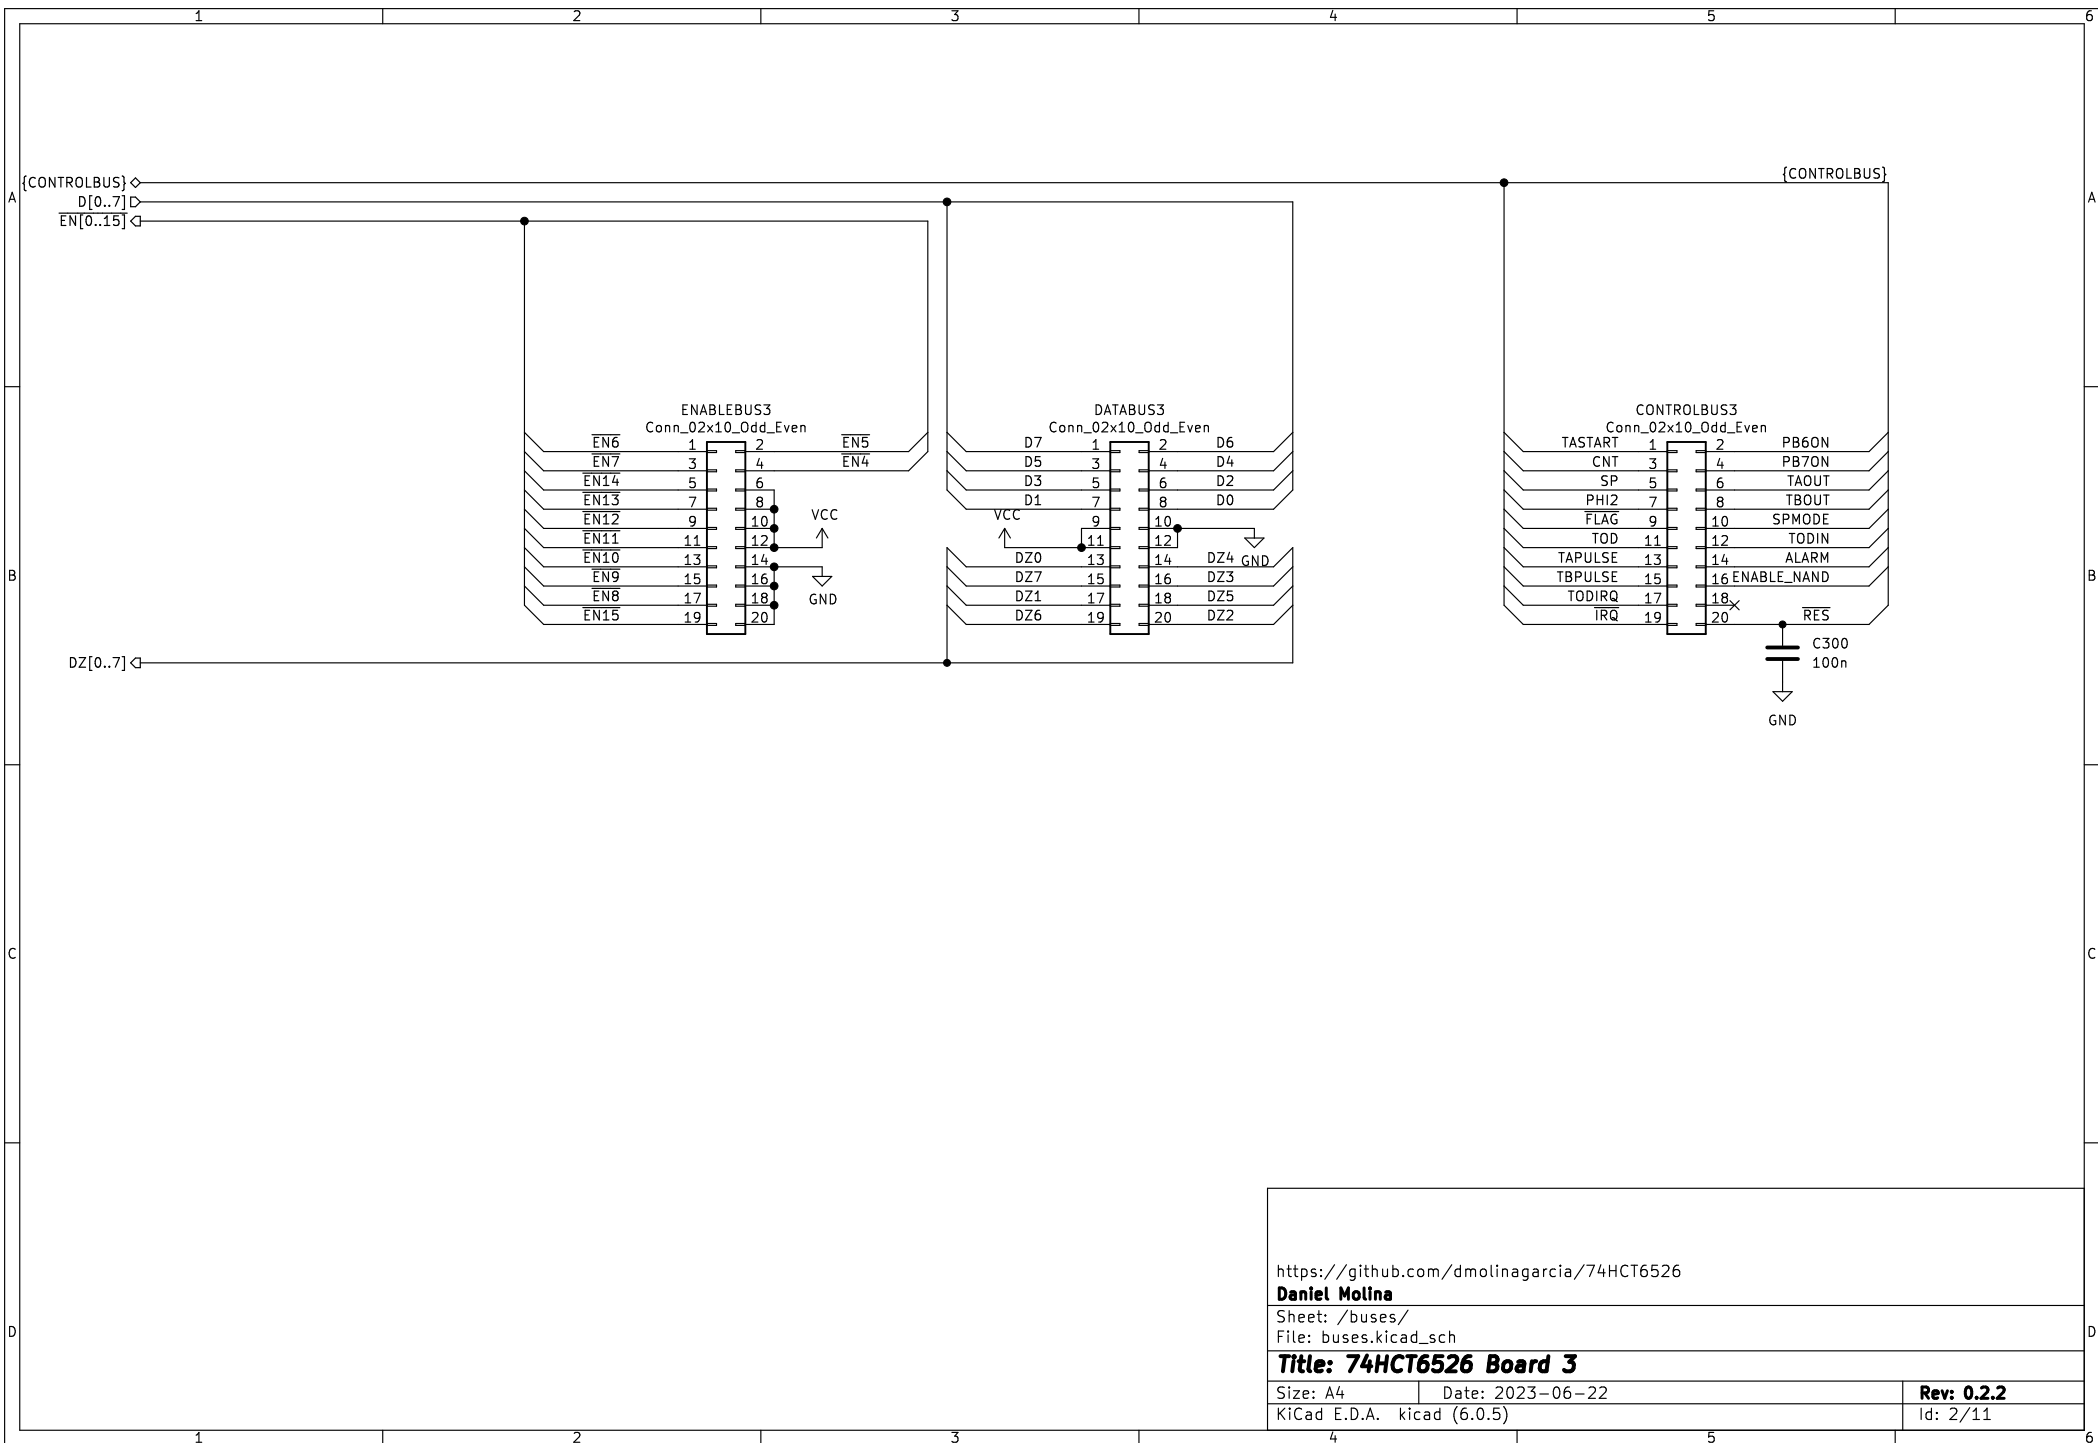 1 2 3 4 5 6
{CONTROLBUS} {CONTROLBUS}
A D[0..7] A
EN[0..15]
ENABLEBUS3 DATABUS3 CONTROLBUS3
Conn_02x10_Odd_Even Conn_02x10_Odd_Even Conn_02x10_Odd_Even
EN6 1 2 EN5 D7 1 2 D6 TASTART 1 2 PB6ON
EN7 3 4 EN4 D5 3 4 D4 CNT 3 4 PB7ON
EN14 5 6 D3 5 6 D2 SP 5 6 TAOUT
EN13 7 8 D1 7 8 D0 PHI2 7 8 TBOUT
VCC VCC
EN12 9 10 9 10 FLAG 9 10 SPMODE
EN11 11 12 11 12 TOD 11 12 TODIN
EN10 13 14 DZ0 13 14 DZ4 GND TAPULSE 13 14 ALARM
B EN9 15 16 DZ7 15 16 DZ3 TBPULSE 15 16 ENABLE_NAND B
EN8 17 18 GND DZ1 17 18 DZ5 TODIRQ 17 18
EN15 19 20 DZ6 19 20 DZ2 IRQ 19 20 RES
C300
DZ[0..7] 100n
GND
C C
https://github.com/dmolinagarcia/74HCT6526
Daniel Molina
Sheet: /buses/
D D
File: buses.kicad_sch
Title: 74HCT6526 Board 3
Size: A4 Date: 2023-06-22 Rev: 0.2.2
KiCad E.D.A. kicad (6.0.5) Id: 2/11
1 2 3 4 5 6